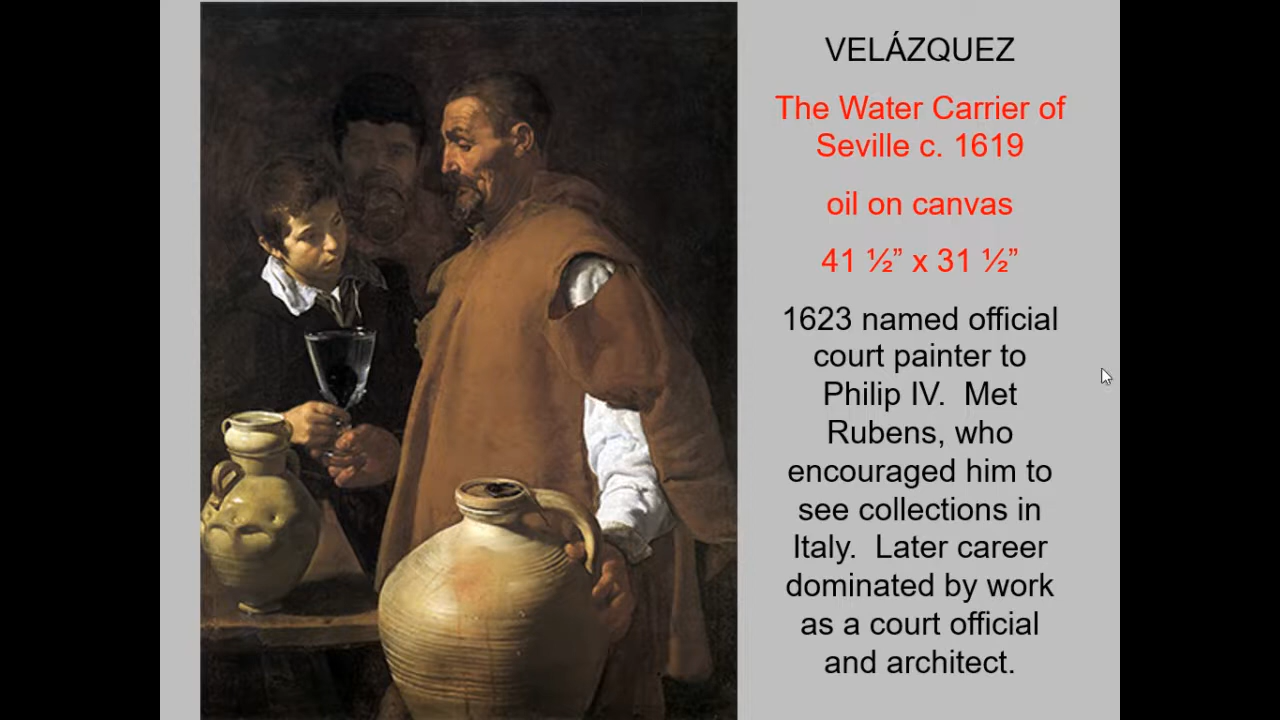 VELÁZQUEZ
The Water Carrier of
Seville c. 1619
oil on canvas
41 ½” x 31 ½”
1623 named official
court painter to
Philip IV.  Met
Rubens, who
encouraged him to
see collections in
Italy.  Later career
dominated by work
as a court official
and architect.